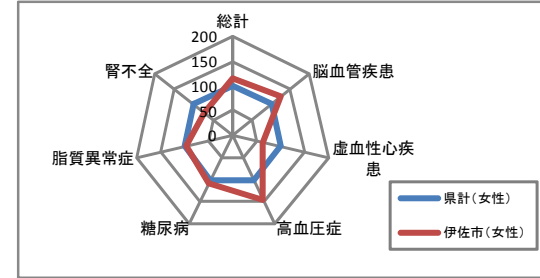 総計
200
150
100
50
0
脳血管疾患
虚血性心疾
患
高血圧症
糖尿病
脂質異常症
腎不全
県計(女性)
伊佐市(女性)